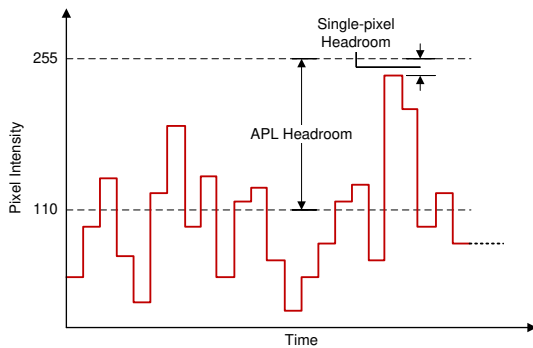 Single-pixel
Headroom
255
APL Headroom
110
Pixel Intensity
Time